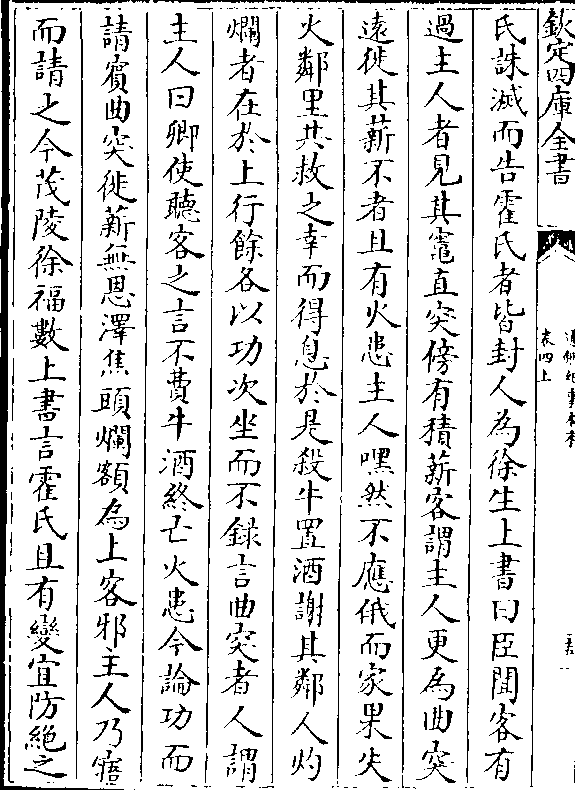 欽定四庫全書
卷四上
氏誅滅而告霍氏者皆封人為徐生上書曰臣聞客有
過主人者見其竈直突傍有積薪客謂主人更為曲突
遠徙其薪不者且有火患主人嘿然不應俄而家果失
火鄰里共救之幸而得息於是殺牛置酒謝其鄰人灼
爛者在於上行餘各以功次坐而不録言曲突者人謂
主人曰鄉使聽客之言不費牛酒終亡火患今論功而
請賓曲突徙薪無恩澤焦頭爛額為上客邪主人乃寤
而請之今茂陵徐福數上書言霍氏且有變宜防絶之